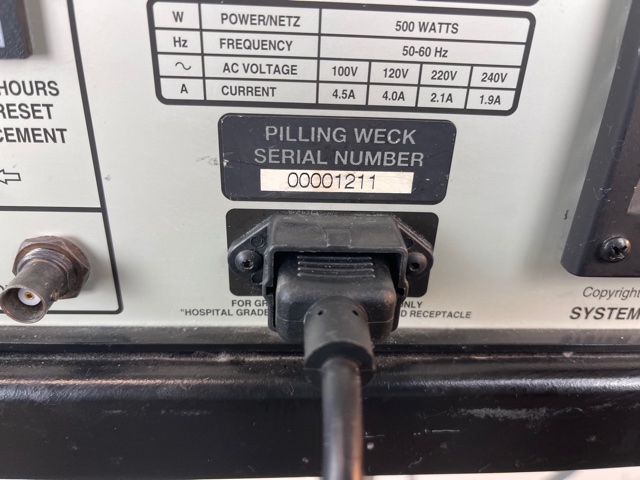 W POWER/NETZ 500 WATTS
Hz FREQUENCY 50-60 Hz
∼ AC VOLTAGE 100V 120V 220V 240V
A CURRENT 4.5A 4.0A 2.1A 1.9A
HOURS
RESET
CEMENT
PILLING WECK
SERIAL NUMBER
00001211
FOR
ONLY
"HOSPITAL GRADE
RECEPTACLE
Copyright
SYSTEM